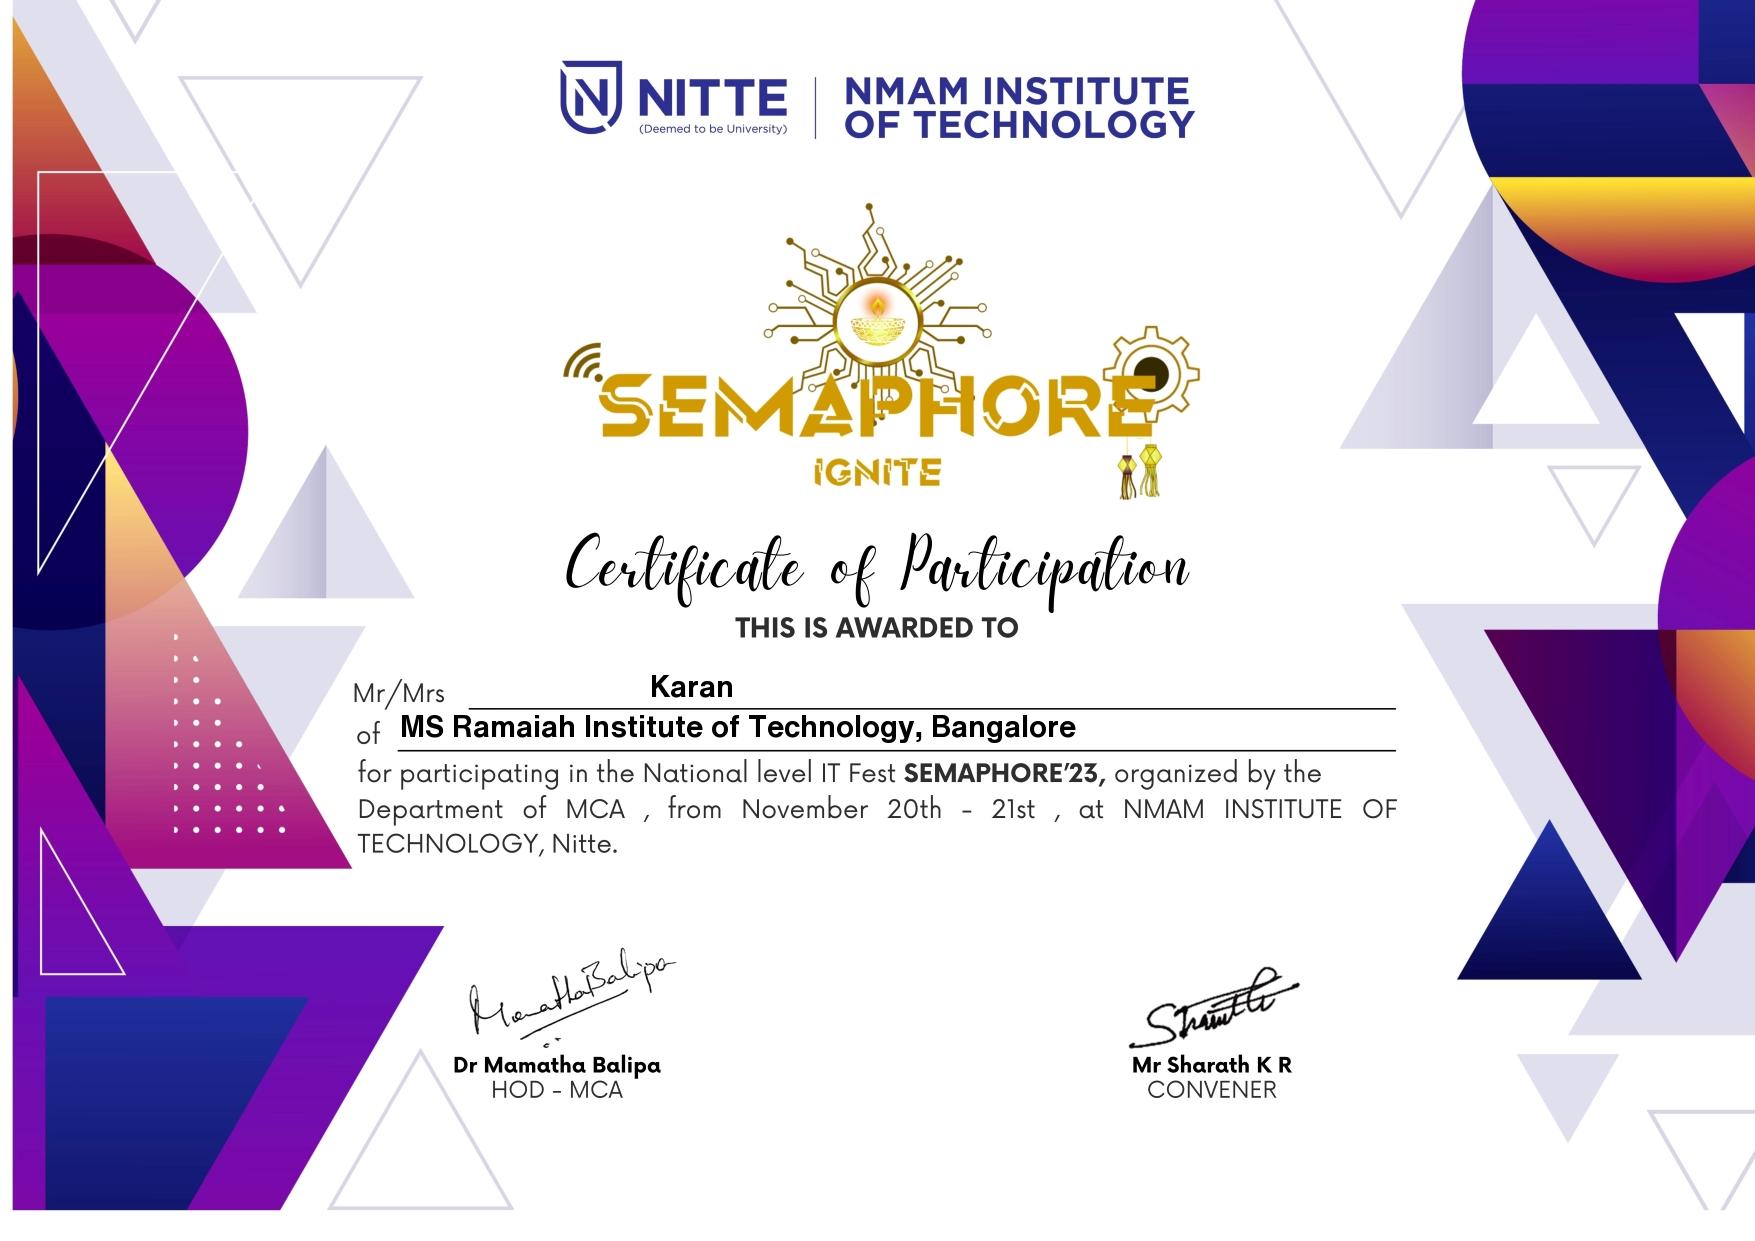 NITTE
(Deemed to be University)
NMAM INSTITUTE
OF TECHNOLOGY
SEMAPHORE
IGNITE
Certificate of Participation
THIS IS AWARDED TO
Mr/Mrs Karan
of MS Ramaiah Institute of Technology, Bangalore
for participating in the National level IT Fest SEMAPHORE'23, organized by the
Department of MCA , from November 20th - 21st , at NMAM INSTITUTE OF
TECHNOLOGY, Nitte.
Mamatha Balipa
Dr Mamatha Balipa
HOD - MCA
Mr Sharath K R
CONVENER